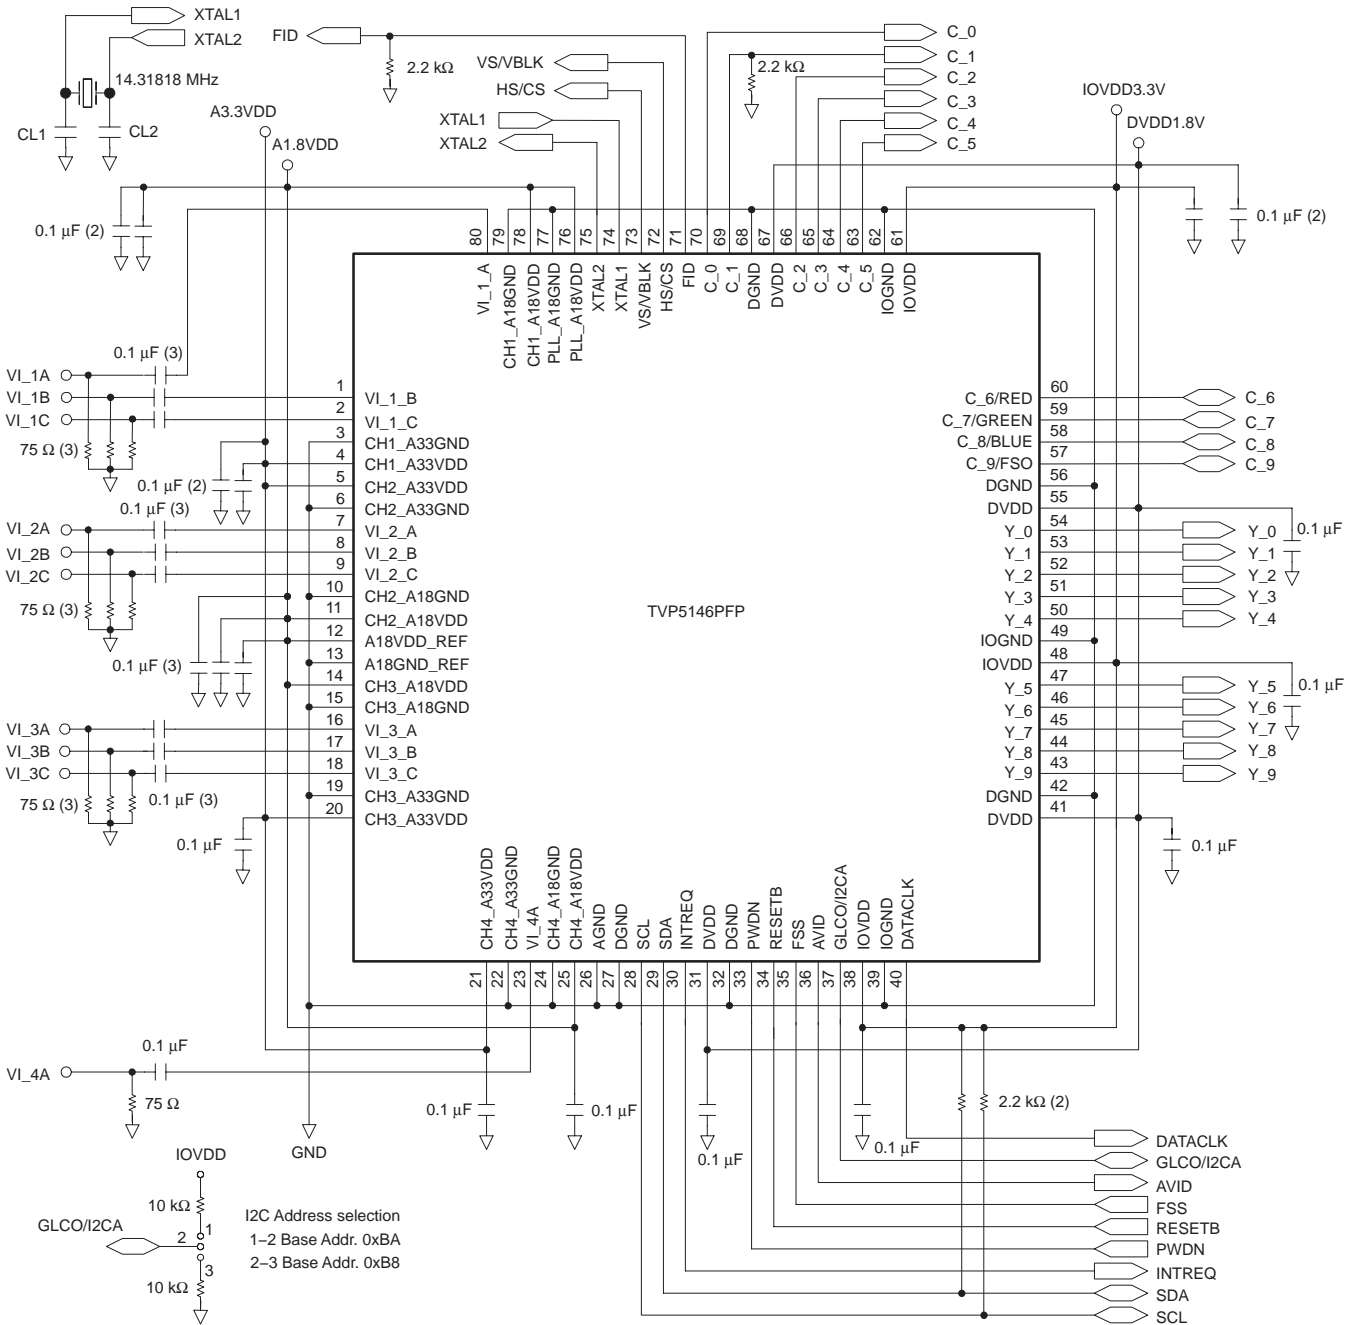 XTAL1
XTAL2
14.31818 MHz
CL1
CL2
FID
2.2 kΩ
VS/VBLK
HS/CS
XTAL1
XTAL2
2.2 kΩ
C_0
C_1
C_2
C_3
C_4
C_5
IOVDD3.3V
DVDD1.8V
A3.3VDD
A1.8VDD
0.1 µF (2)
0.1 µF (2)
80
79
78
77
76
75
74
73
72
71
70
69
68
67
66
65
64
63
62
61
VI_1_A
CH1_A18GND
CH1_A18VDD
PLL_A18GND
PLL_A18VDD
XTAL2
XTAL1
VS/VBLK
HS/CS
FID
C_0
C_1
DGND
DVDD
C_2
C_3
C_4
C_5
IOGND
IOVDD
0.1 µF (3)
VI_1A
VI_1B
VI_1C
75 Ω (3)
0.1 µF (2)
0.1 µF (3)
VI_2A
VI_2B
VI_2C
75 Ω (3)
0.1 µF (3)
VI_3A
VI_3B
VI_3C
75 Ω (3)
0.1 µF (3)
0.1 µF
1 VI_1_B
2 VI_1_C
3 CH1_A33GND
4 CH1_A33VDD
5 CH2_A33VDD
6 CH2_A33GND
7 VI_2_A
8 VI_2_B
9 VI_2_C
10 CH2_A18GND
11 CH2_A18VDD
12 A18VDD_REF
13 A18GND_REF
14 CH3_A18VDD
15 CH3_A18GND
16 VI_3_A
17 VI_3_B
18 VI_3_C
19 CH3_A33GND
20 CH3_A33VDD
TVP5146PFP
C_6/RED 60 C_6
C_7/GREEN 59 C_7
C_8/BLUE 58 C_8
C_9/FSO 57 C_9
DGND 56
DVDD 55
Y_0 54 Y_0
0.1 µF
Y_1 53 Y_1
Y_2 52 Y_2
Y_3 51 Y_3
Y_4 50 Y_4
IOGND 49
IOVDD 48
Y_5 47 Y_5
0.1 µF
Y_6 46 Y_6
Y_7 45 Y_7
Y_8 44 Y_8
Y_9 43 Y_9
DGND 42
DVDD 41
0.1 µF
CH4_A33VDD
CH4_A33GND
VI_4A
CH4_A18GND
CH4_A18VDD
AGND
DGND
SCL
SDA
INTREQ
DVDD
DGND
PWDN
RESETB
FSS
AVID
GLCO/I2CA
IOVDD
IOGND
DATACLK
21
22
23
24
25
26
27
28
29
30
31
32
33
34
35
36
37
38
39
40
VI_4A
0.1 µF
75 Ω
0.1 µF
0.1 µF
0.1 µF
0.1 µF
2.2 kΩ (2)
GND
DATACLK
GLCO/I2CA
AVID
FSS
RESETB
PWDN
INTREQ
SDA
SCL
IOVDD
10 kΩ
GLCO/I2CA
1
2
3
10 kΩ
I2C Address selection
1–2 Base Addr. 0xBA
2–3 Base Addr. 0xB8